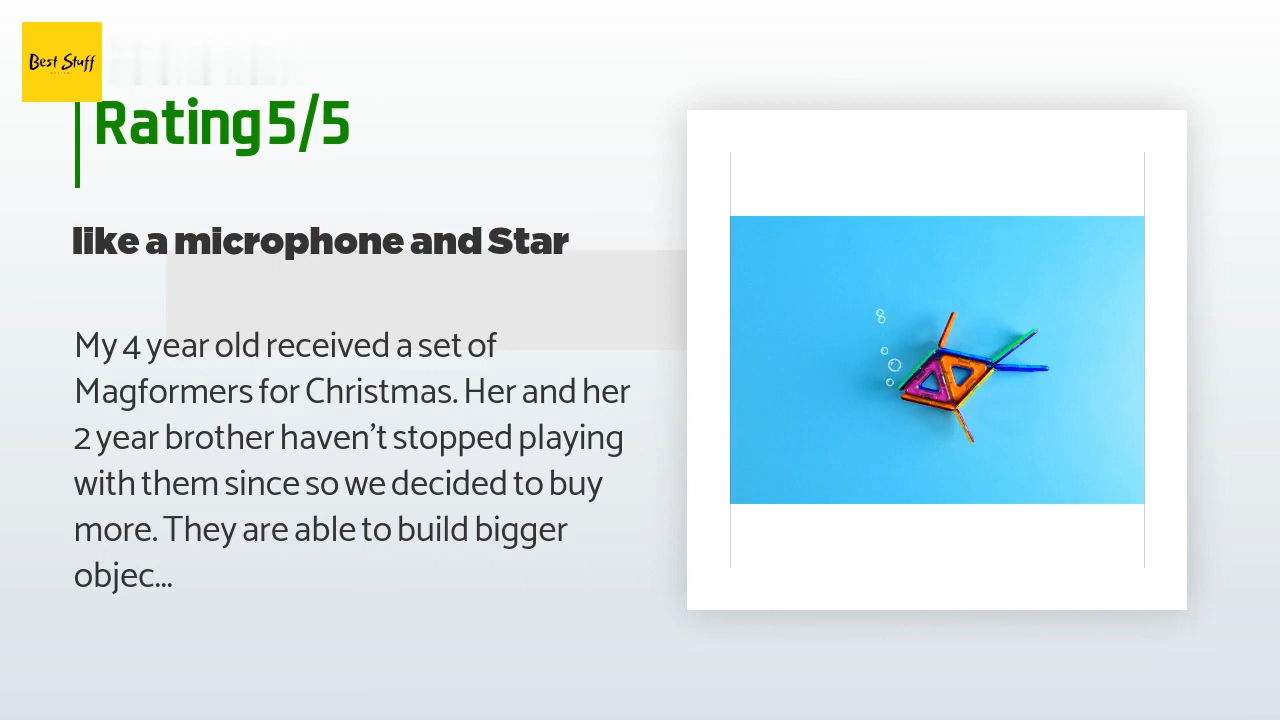 Best Stuff
Rating 5/5
like a microphone and Star
My 4 year old received a set of
Magformers for Christmas. Her and her
2 year brother haven't stopped playing
with them since so we decided to buy
more. They are able to build bigger
objec...